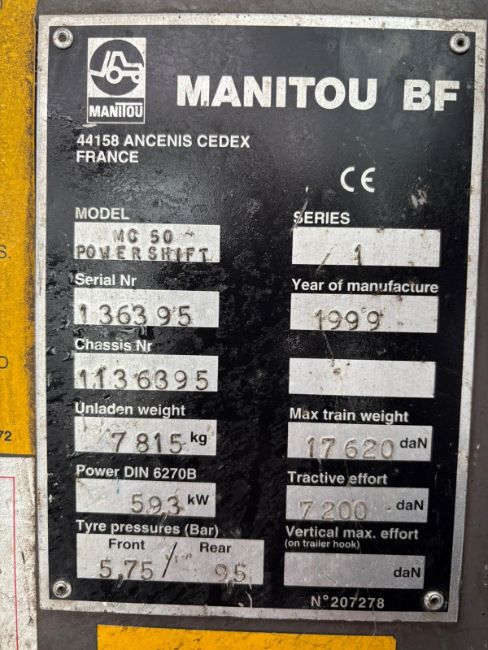 MANITOU
MANITOU BF
44158 ANCENIS CEDEX
FRANCE
CE
MODEL
MC 50
POWERSHIFT
SERIES
1
Serial Nr
136395
Year of manufacture
1999
Chassis Nr
1136395
Unladen weight
7815 kg
Max train weight
17620 daN
Power DIN 6270B
59,3 kW
Tractive effort
7200 daN
Tyre pressures (Bar)
Front / Rear
5,75 9,5
Vertical max. effort
(on trailer hook)
daN
N°207278
S.
D
72